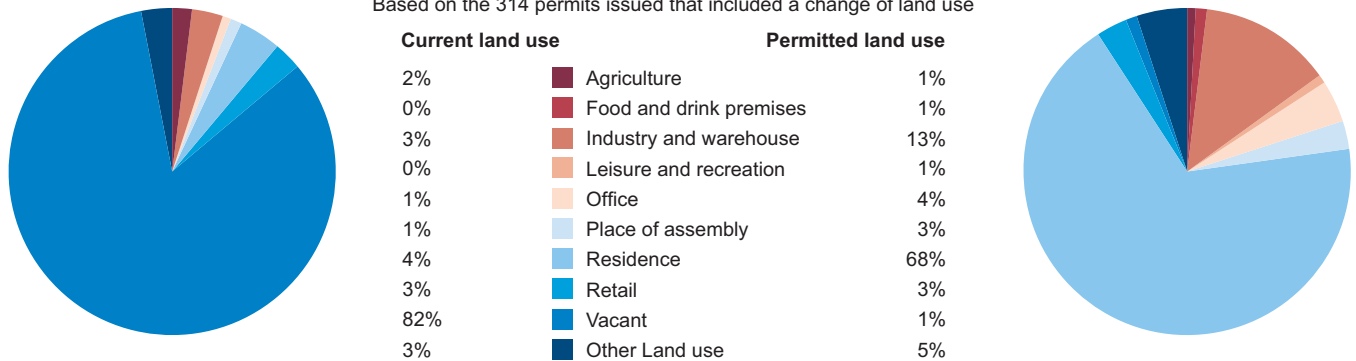 Based on the 314 permits issued that included a change of land use
Current land use Permitted land use
2% Agriculture 1%
0% Food and drink premises 1%
3% Industry and warehouse 13%
0% Leisure and recreation 1%
1% Office 4%
1% Place of assembly 3%
4% Residence 68%
3% Retail 3%
82% Vacant 1%
3% Other Land use 5%